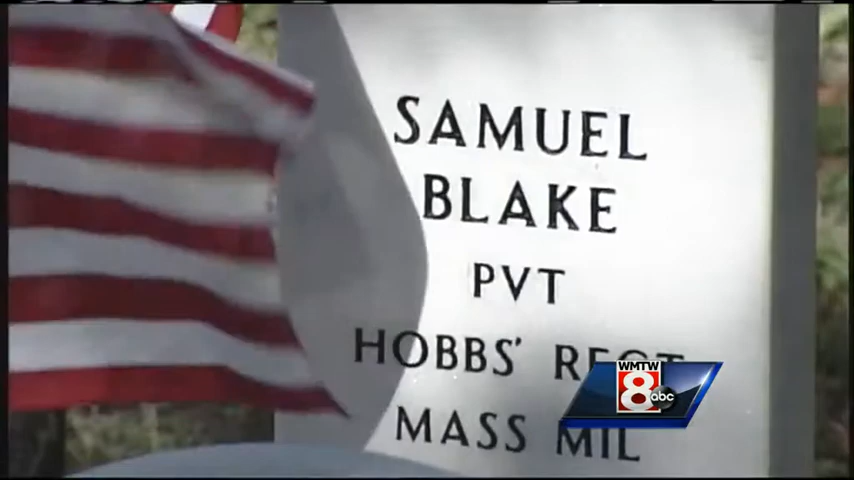 SAMUEL
BLAKE
PVT
HOBBS' REGT
MASS MIL
WMTW
8
abc